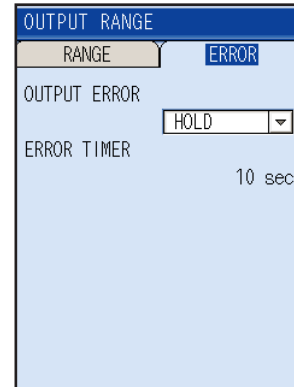 OUTPUT RANGE
RANGE ERROR
OUTPUT ERROR
HOLD
ERROR TIMER
10 sec